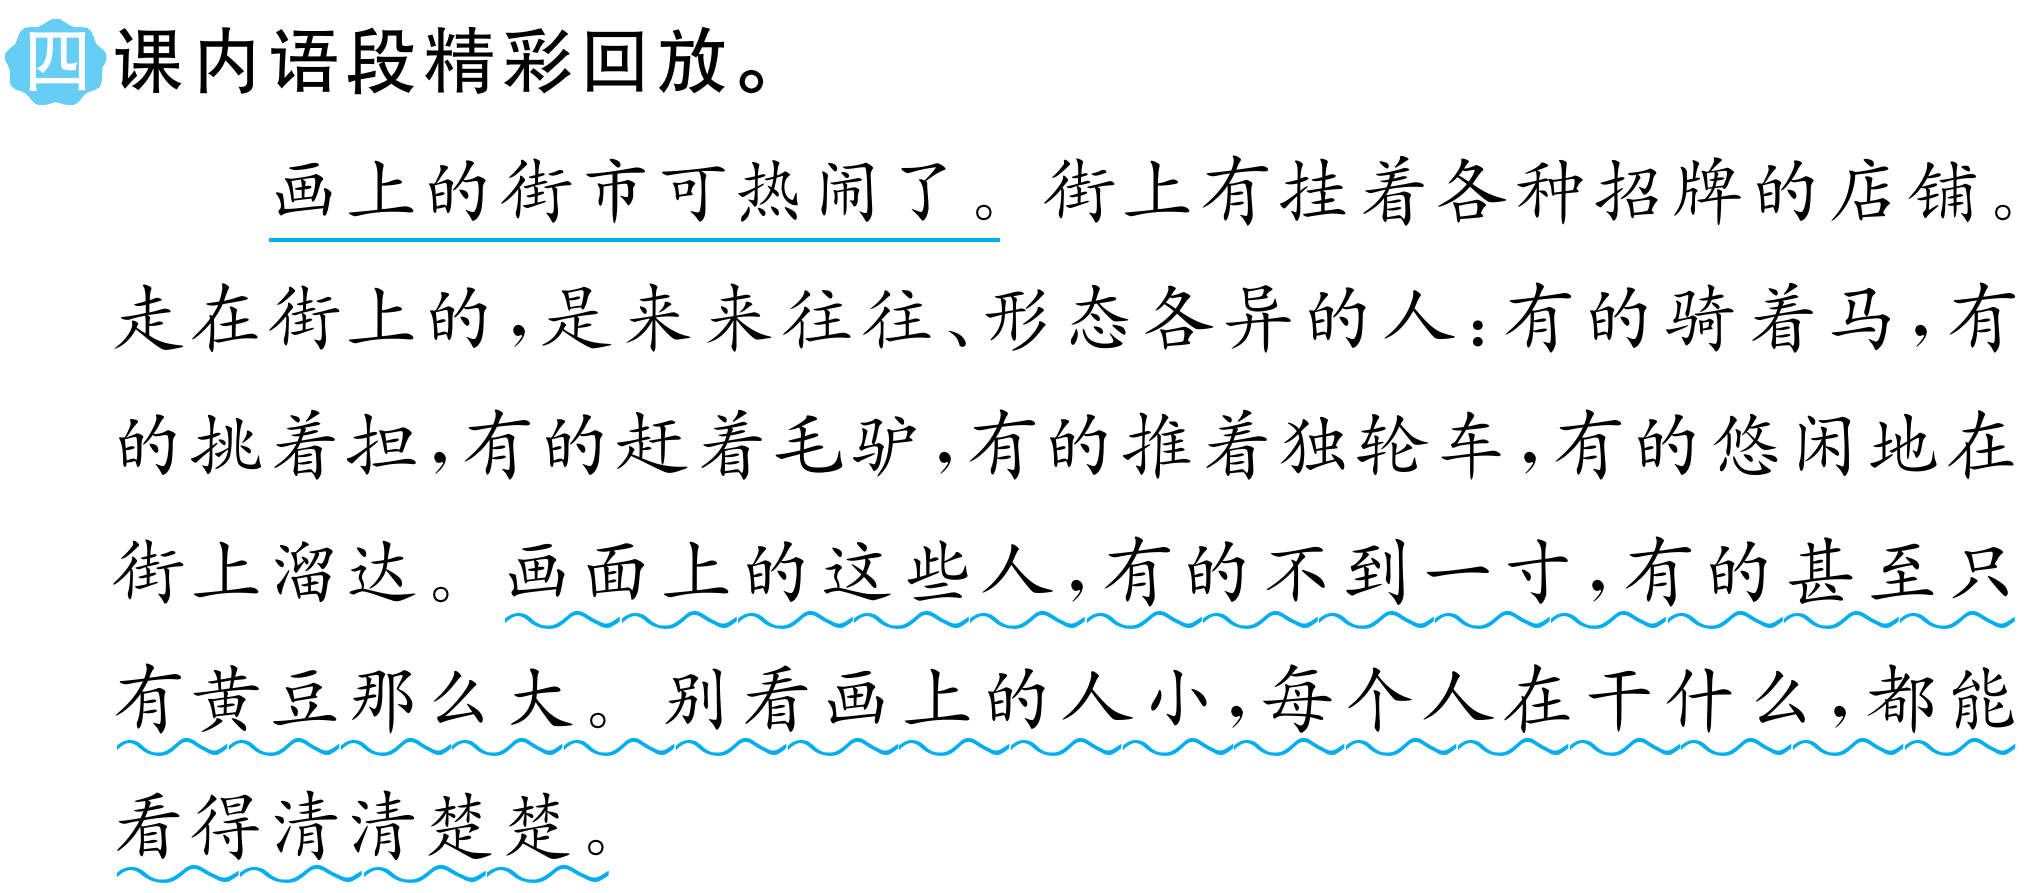 四 课内语段精彩回放。
画上的街市可热闹了。街上有挂着各种招牌的店铺。
走在街上的，是来来往往、形态各异的人：有的骑着马，有
的挑着担，有的赶着毛驴，有的推着独轮车，有的悠闲地在
街上溜达。画面上的这些人，有的不到一寸，有的甚至只
有黄豆那么大。别看画上的人小，每个人在干什么，都能
看得清清楚楚。